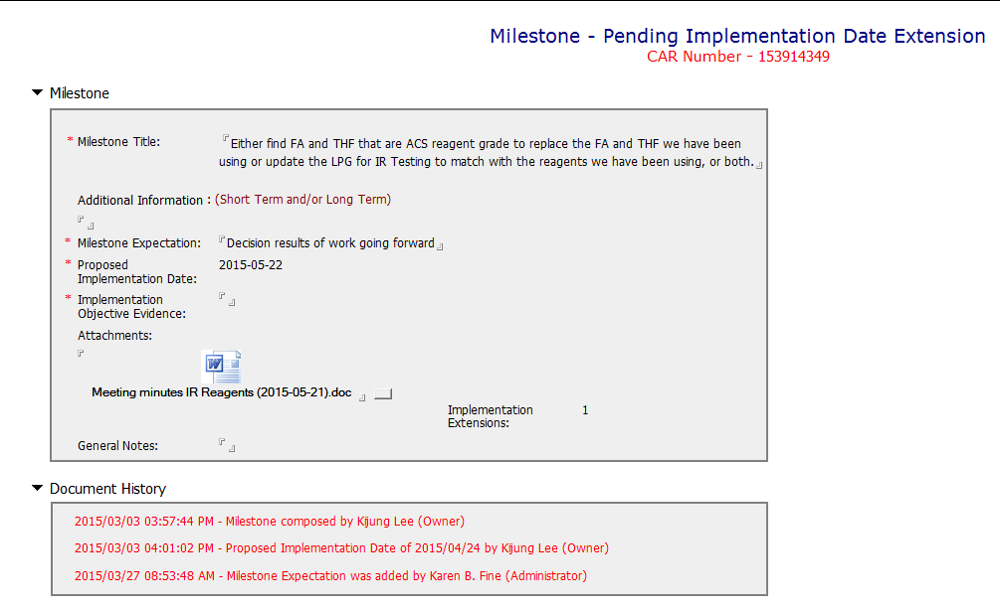 Milestone - Pending Implementation Date Extension
CAR Number - 153914349
Milestone
* Milestone Title:
Either find FA and THF that are ACS reagent grade to replace the FA and THF we have been
using or update the LPG for IR Testing to match with the reagents we have been using, or both.
Additional Information : (Short Term and/or Long Term)
* Milestone Expectation: Decision results of work going forward
* Proposed
Implementation Date:
2015-05-22
* Implementation
Objective Evidence:
Attachments:
Meeting minutes IR Reagents (2015-05-21).doc
Implementation
Extensions:
1
General Notes:
Document History
2015/03/03 03:57:44 PM - Milestone composed by Kijung Lee (Owner)
2015/03/03 04:01:02 PM - Proposed Implementation Date of 2015/04/24 by Kijung Lee (Owner)
2015/03/27 08:53:48 AM - Milestone Expectation was added by Karen B. Fine (Administrator)